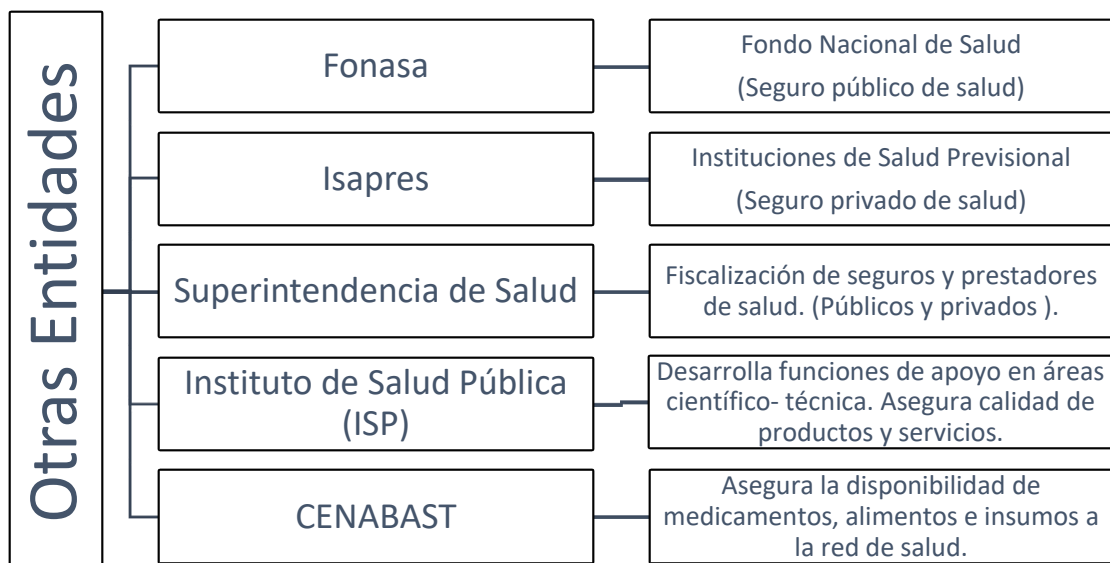 Otras Entidades
Fonasa
Fondo Nacional de Salud
(Seguro público de salud)
Isapres
Instituciones de Salud Previsional
(Seguro privado de salud)
Superintendencia de Salud
Fiscalización de seguros y prestadores
de salud. (Públicos y privados ).
Instituto de Salud Pública
(ISP)
Desarrolla funciones de apoyo en áreas
científico- técnica. Asegura calidad de
productos y servicios.
CENABAST
Asegura la disponibilidad de
medicamentos, alimentos e insumos a
la red de salud.